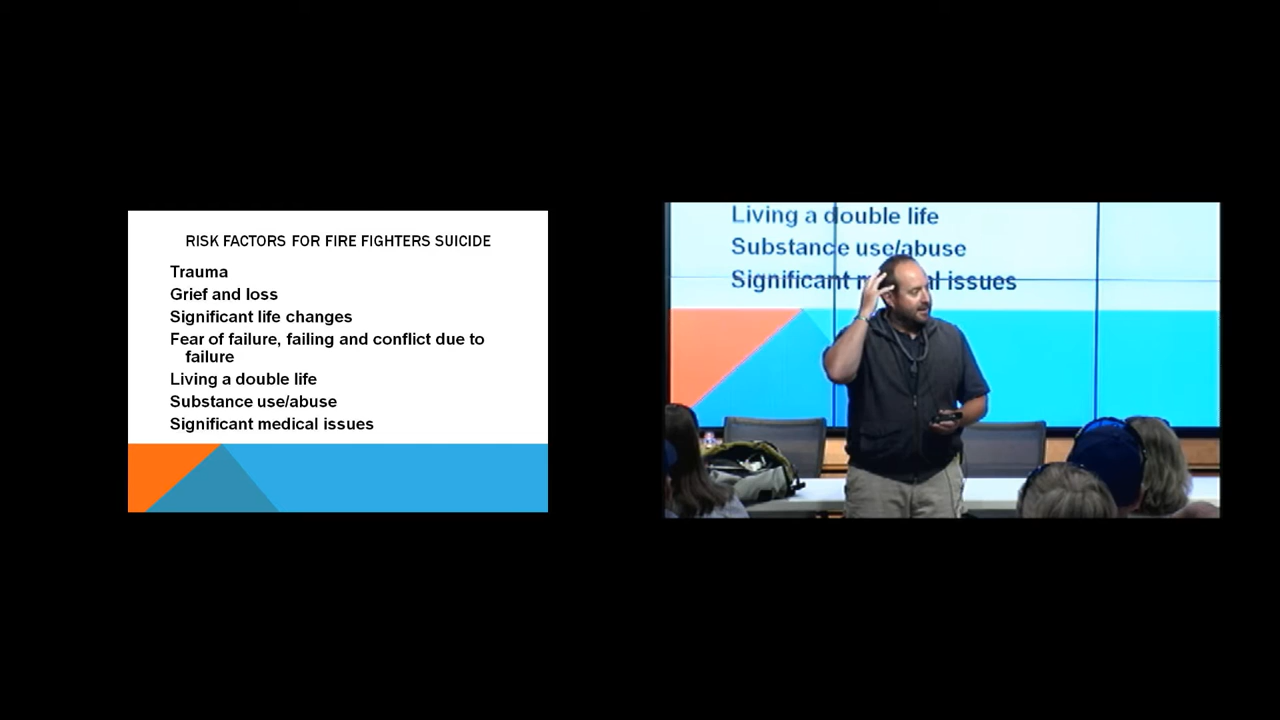 RISK FACTORS FOR FIRE FIGHTERS SUICIDE
Trauma
Grief and loss
Significant life changes
Fear of failure, failing and conflict due to
failure
Living a double life
Substance use/abuse
Significant medical issues
Living a double life
Substance use/abuse
Significant issues